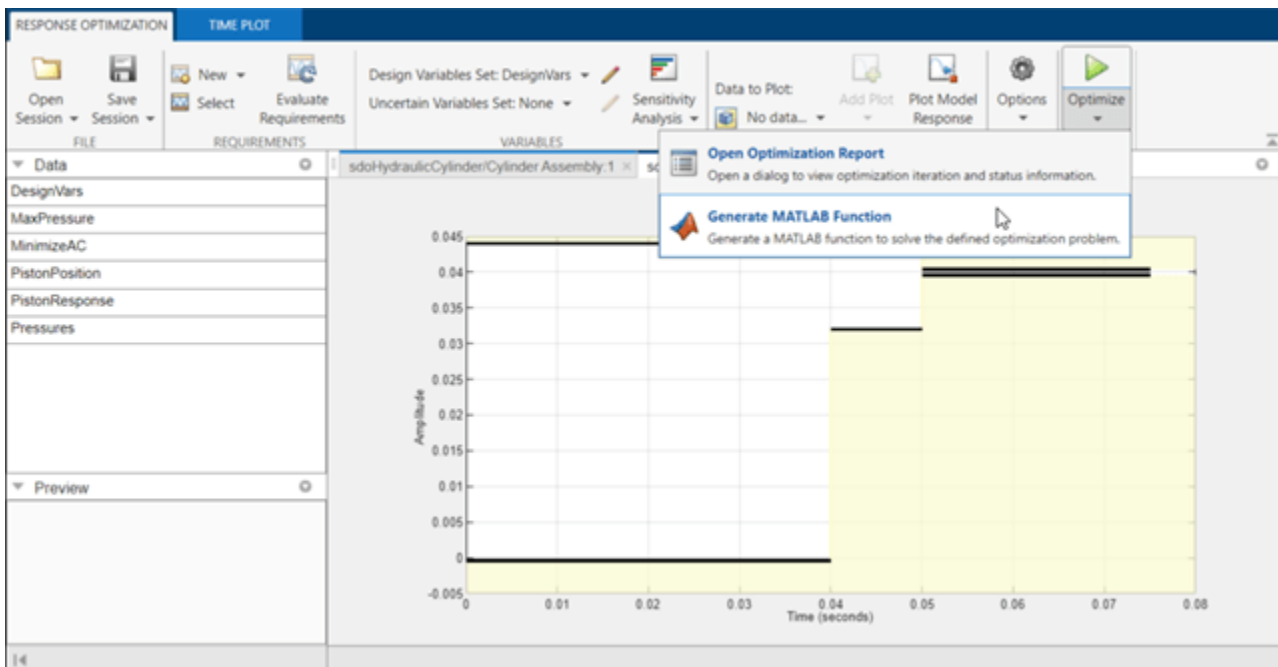 RESPONSE OPTIMIZATION
TIME PLOT
Open Session
Save Session
FILE
New
Select
Evaluate Requirements
REQUIREMENTS
Design Variables Set: DesignVars
Uncertain Variables Set: None
VARIABLES
Sensitivity Analysis
Data to Plot:
No data...
Add Plot
Plot Model Response
Options
Optimize
Open Optimization Report
Open a dialog to view optimization iteration and status information.
Generate MATLAB Function
Generate a MATLAB function to solve the defined optimization problem.
Data
DesignVars
MaxPressure
MinimizeAC
PistonPosition
PistonResponse
Pressures
Preview
sdoHydraulicCylinder/Cylinder Assembly:1
0.045
0.04
0.035
0.03
0.025
0.02
0.015
0.01
0.005
0
-0.005
Amplitude
0
0.01
0.02
0.03
0.04
0.05
0.06
0.07
0.08
Time (seconds)